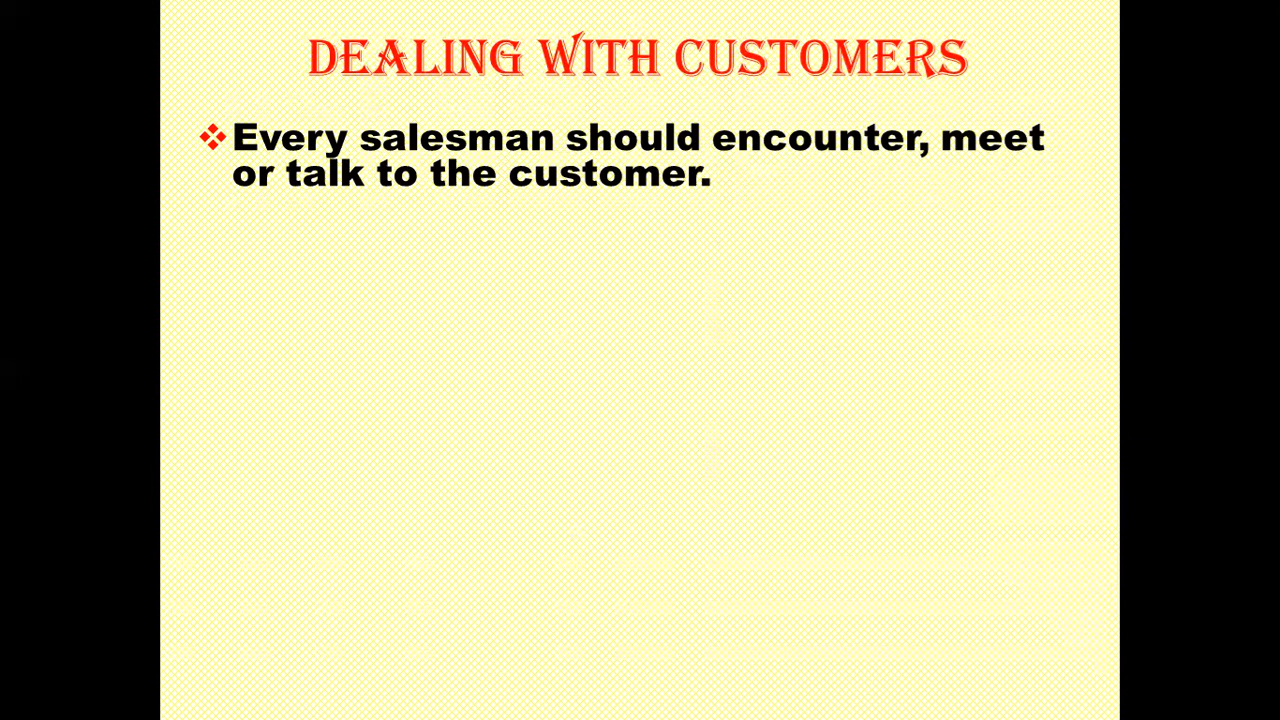 DEALING WITH CUSTOMERS
❖Every salesman should encounter, meet
or talk to the customer.